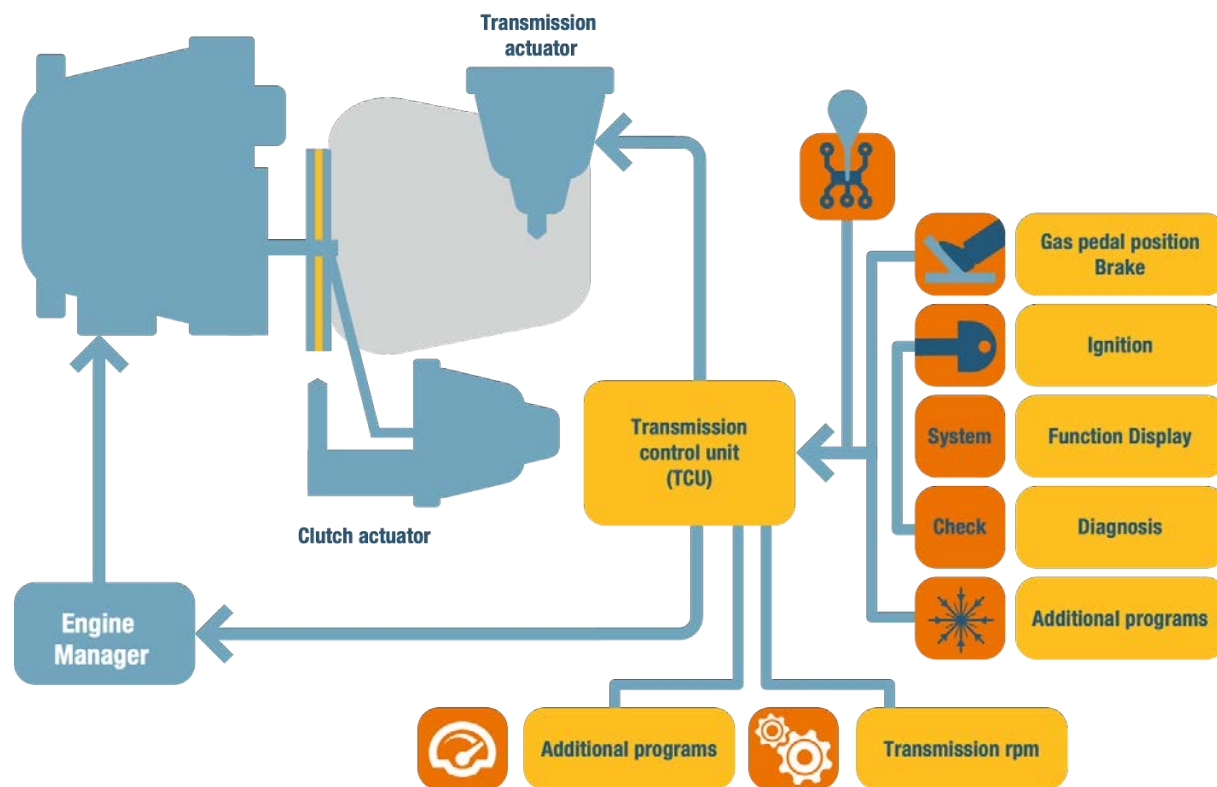 Transmission
actuator
Gas pedal position
Brake
Ignition
System
Function Display
Transmission
control unit
(TCU)
Check
Diagnosis
Clutch actuator
Additional programs
Engine
Manager
Additional programs
Transmission rpm